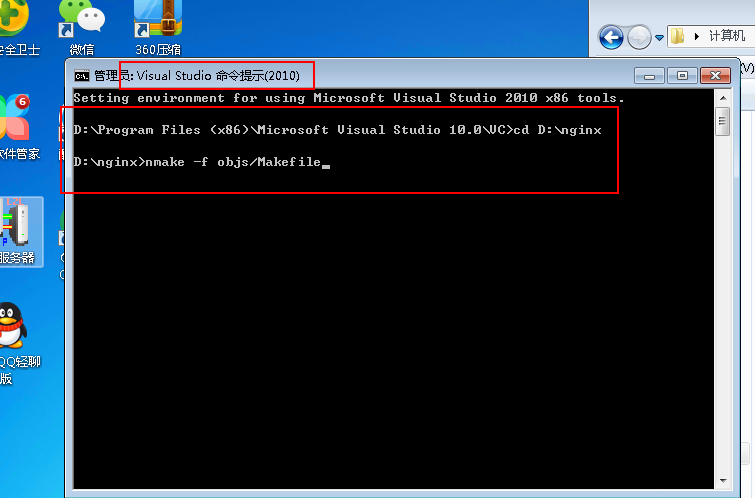 安全卫士
微信
360压缩
计算机
管理员: Visual Studio 命令提示(2010)
Setting environment for using Microsoft Visual Studio 2010 x86 tools.
D:\Program Files (x86)\Microsoft Visual Studio 10.0\VC>cd D:\nginx
D:\nginx>nmake -f objs/Makefile
6
软件管家
服务器
QQ轻聊
版